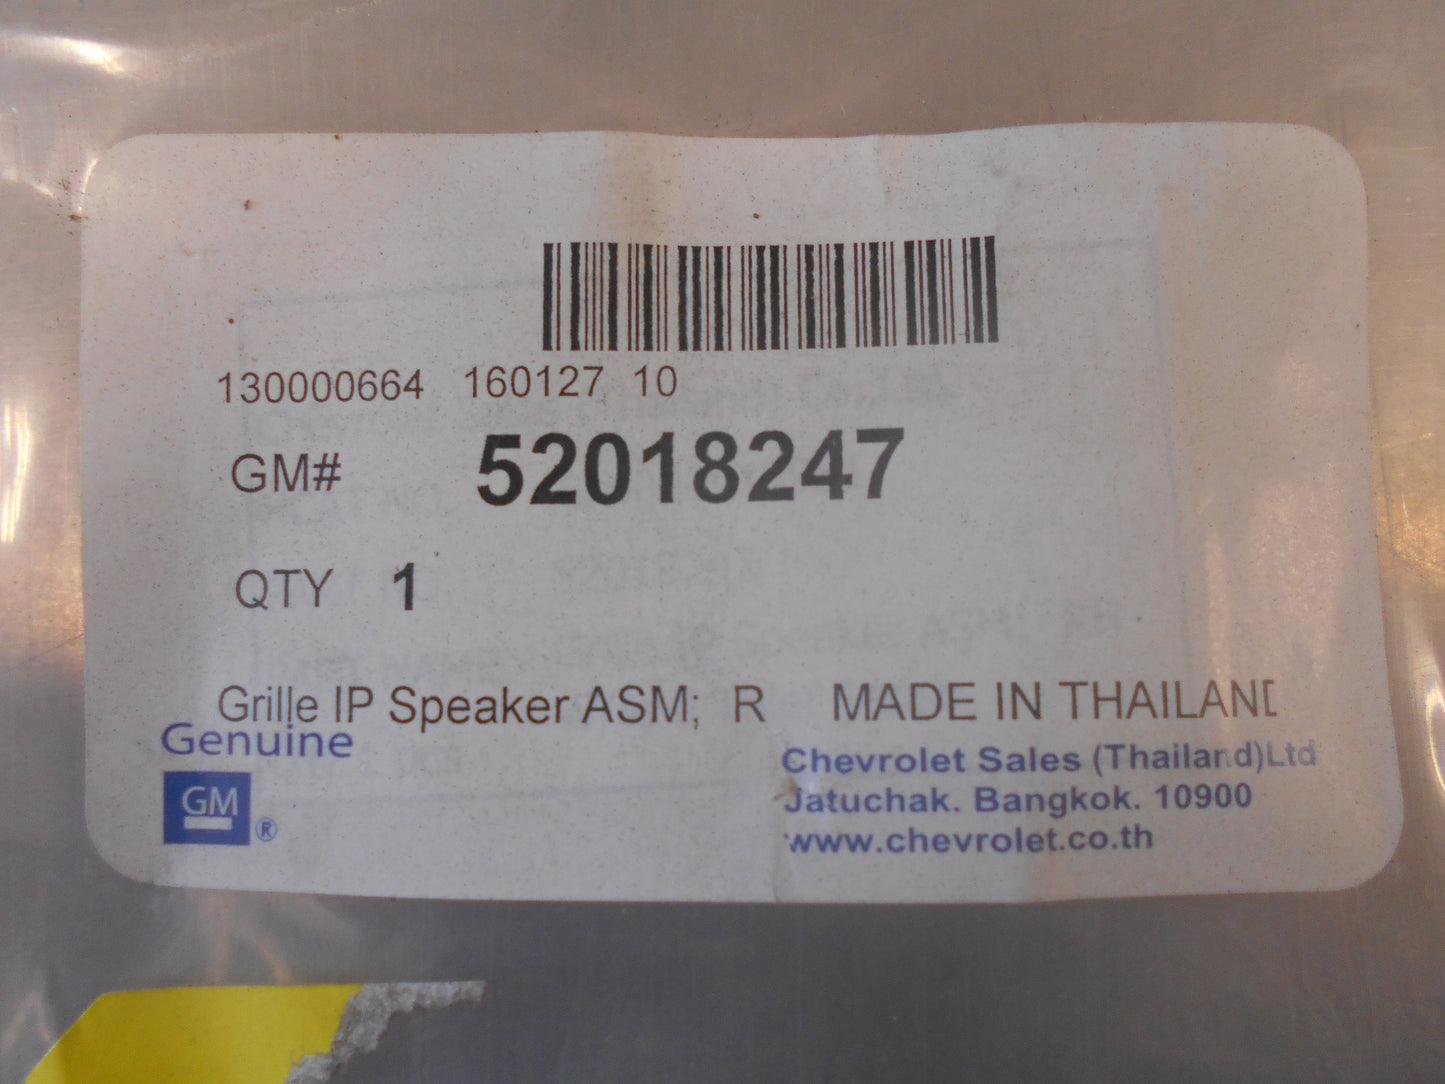 130000664 160127 10
GM# 52018247
QTY 1
Grille IP Speaker ASM; R MADE IN THAILAND
Genuine
GM ®
Chevrolet Sales (Thailand)Ltd
Jatuchak. Bangkok. 10900
www.chevrolet.co.th